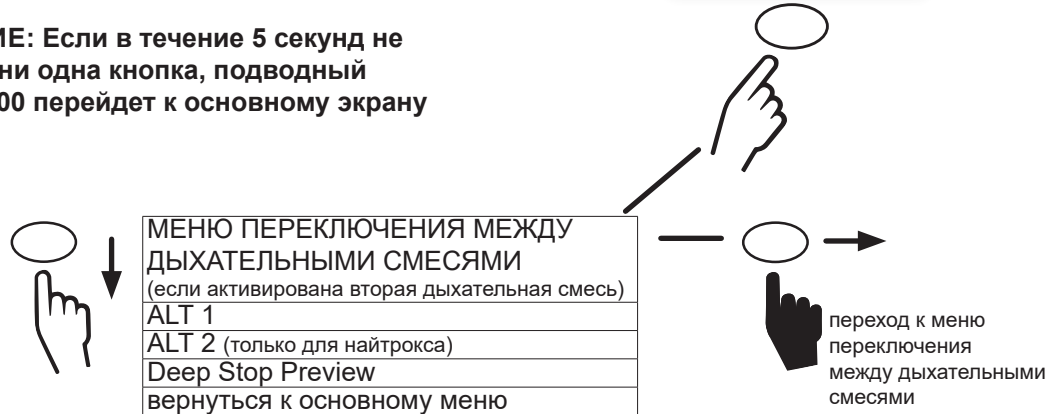 ИЕ: Если в течение 5 секунд не
ни одна кнопка, подводный
00 перейдет к основному экрану
МЕНЮ ПЕРЕКЛЮЧЕНИЯ МЕЖДУ
ДЫХАТЕЛЬНЫМИ СМЕСЯМИ
(если активирована вторая дыхательная смесь)
ALT 1
ALT 2 (только для найтрокса)
Deep Stop Preview
вернуться к основному меню
переход к меню
переключения
между дыхательными
смесями